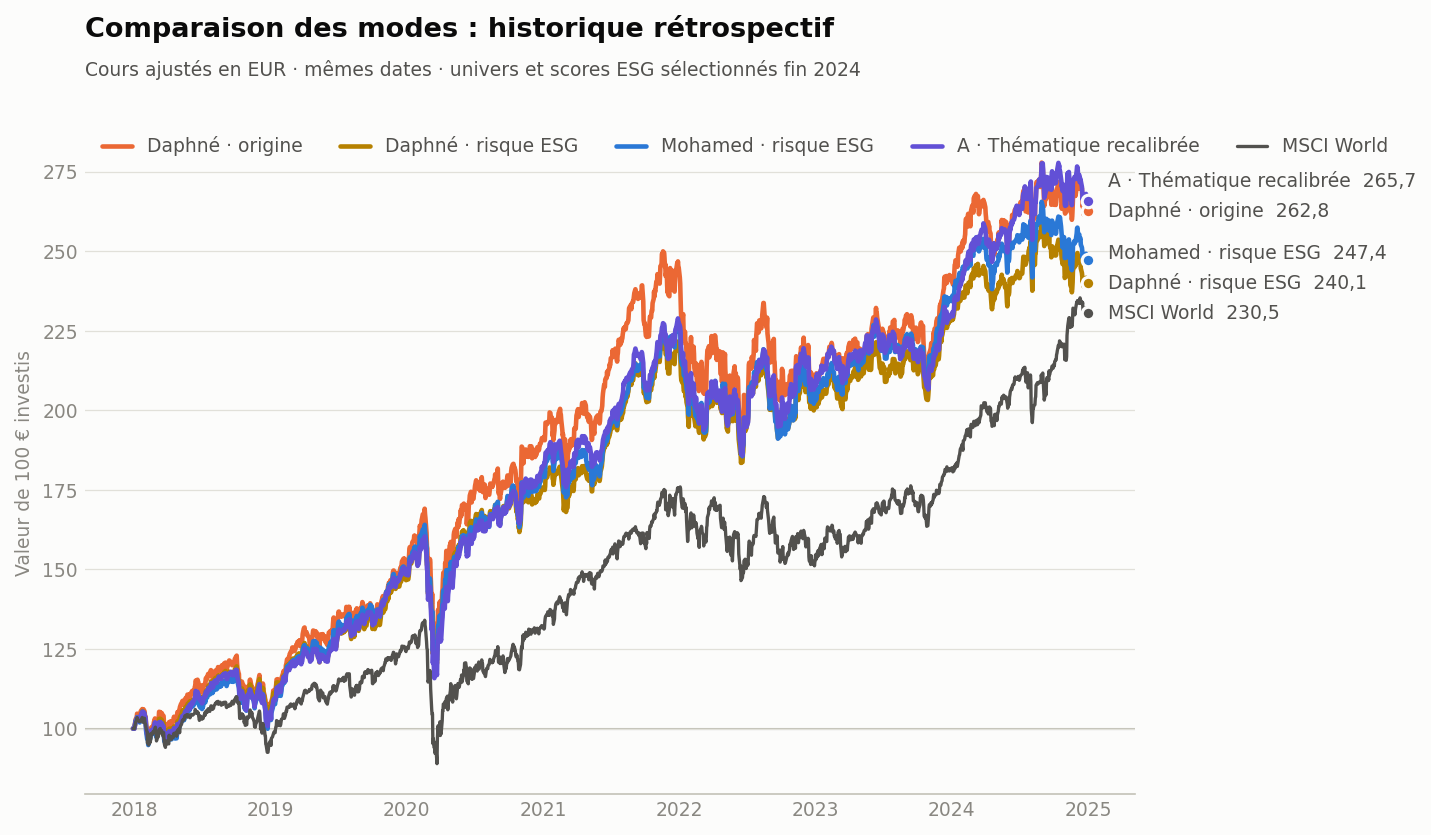 Comparaison des modes : historique rétrospectif
Cours ajustés en EUR · mêmes dates · univers et scores ESG sélectionnés fin 2024
Daphné · origine
Daphné · risque ESG
Mohamed · risque ESG
A · Thématique recalibrée
MSCI World
275
250
225
200
175
150
125
100
Valeur de 100 € investis
A · Thématique recalibrée 265,7
Daphné · origine 262,8
Mohamed · risque ESG 247,4
Daphné · risque ESG 240,1
MSCI World 230,5
2018
2019
2020
2021
2022
2023
2024
2025